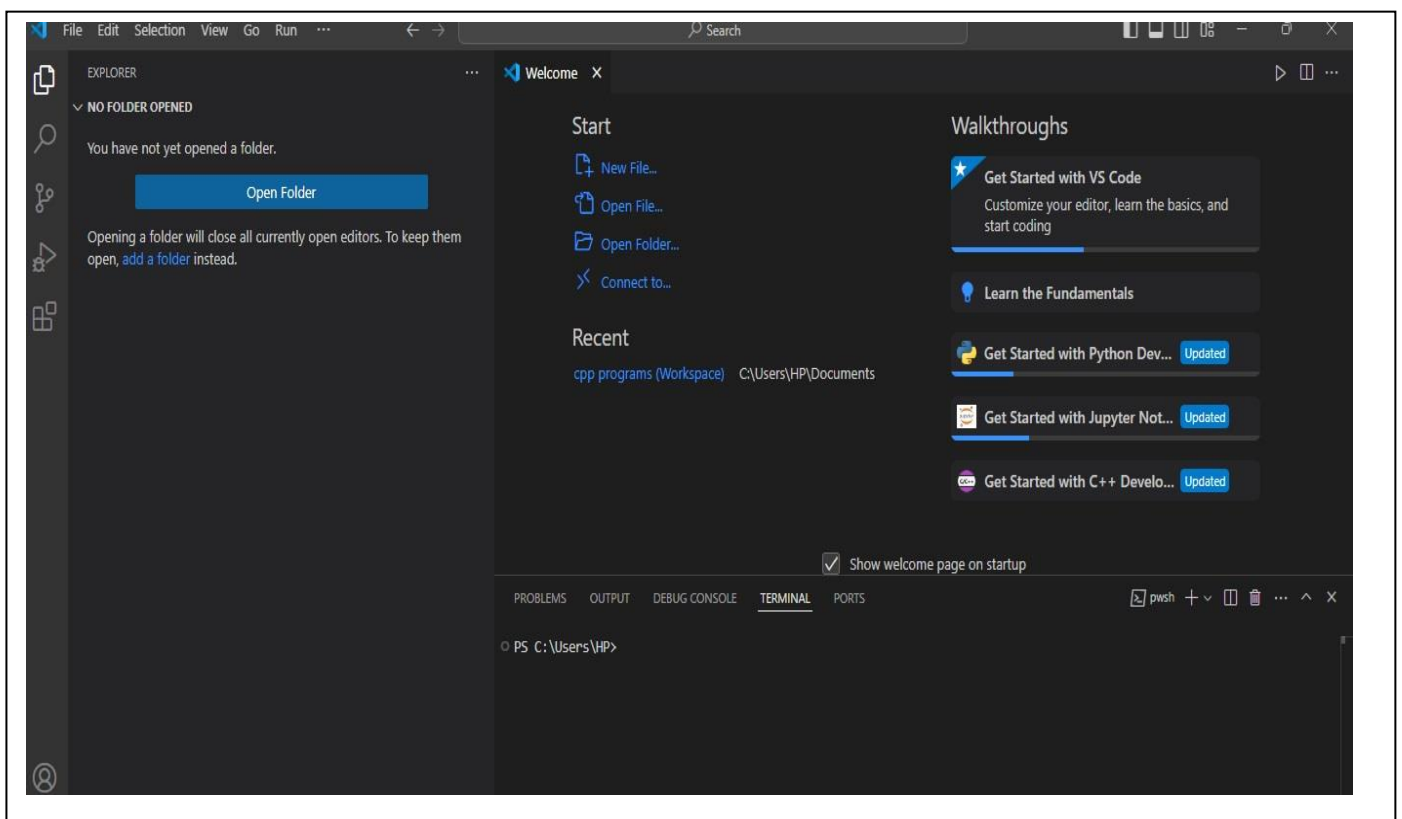 File Edit Selection View Go Run ···
Search
EXPLORER
NO FOLDER OPENED
You have not yet opened a folder.
Open Folder
Opening a folder will close all currently open editors. To keep them
open, add a folder instead.
Welcome
Start
New File...
Open File...
Open Folder...
Connect to...
Recent
cpp programs (Workspace) C:\Users\HP\Documents
Walkthroughs
Get Started with VS Code
Customize your editor, learn the basics, and
start coding
Learn the Fundamentals
Get Started with Python Dev... Updated
Get Started with Jupyter Not... Updated
Get Started with C++ Develo... Updated
Show welcome page on startup
PROBLEMS OUTPUT DEBUG CONSOLE TERMINAL PORTS
pwsh
PS C:\Users\HP>